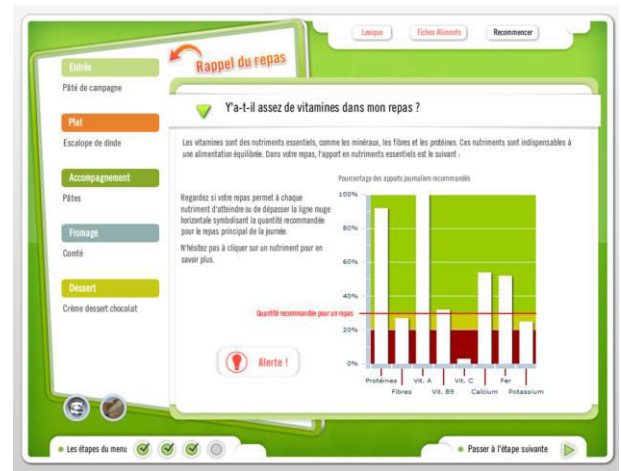 Lexique
Fiches Aliments
Recommencer
Rappel du repas
Entrée
Pâté de campagne
Plat
Escalope de dinde
Accompagnement
Pâtes
Fromage
Comté
Dessert
Crème dessert chocolat
Y'a-t-il assez de vitamines dans mon repas ?
Les vitamines sont des nutriments essentiels, comme les minéraux, les fibres et les protéines. Ces nutriments sont indispensables à
une alimentation équilibrée. Dans votre repas, l'apport en nutriments essentiels est le suivant :
Pourcentage des apports journaliers recommandés
Regardez si votre repas permet à chaque
nutriment d'atteindre ou de dépasser la ligne rouge
horizontale symbolisant la quantité recommandée
pour le repas principal de la journée.
N'hésitez pas à cliquer sur un nutriment pour en
savoir plus.
100%
80%
60%
40%
20%
0%
Quantité recommandée pour un repas
Alerte !
Protéines
Vit. A
Vit. C
Fer
Fibres
Vit. B9
Calcium
Potassium
Les étapes du menu
Passer à l'étape suivante